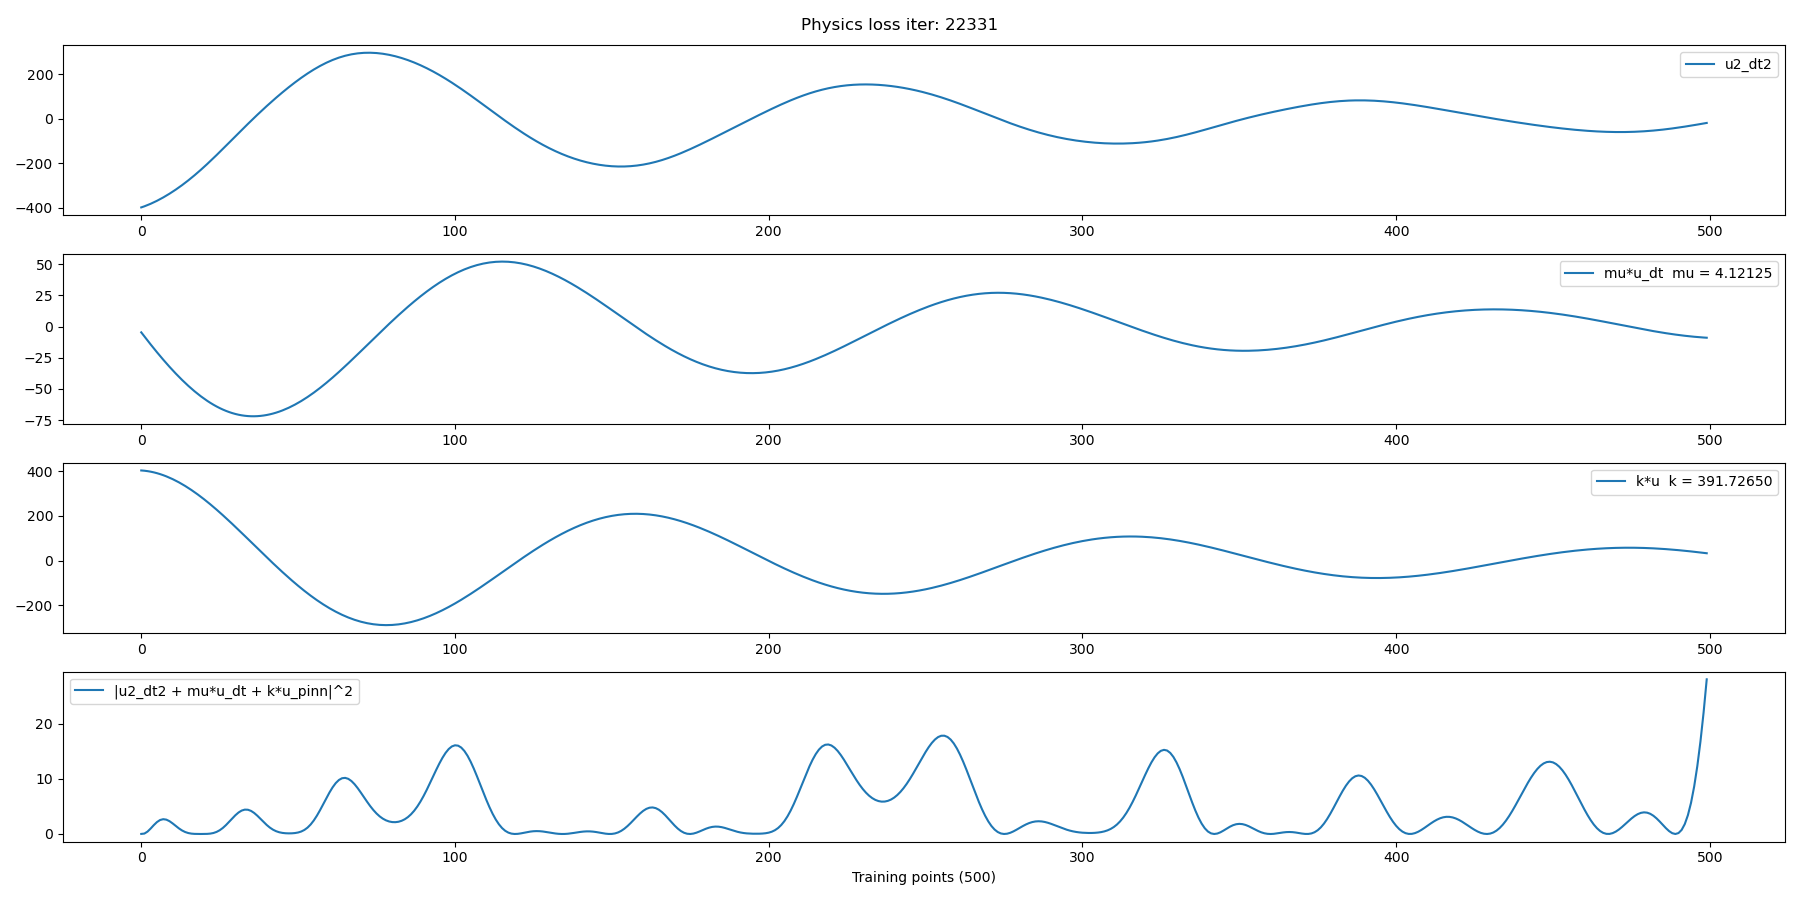 Physics loss iter: 22331
200
0
−200
−400
u2_dt2
0 100 200 300 400 500
50
25
0
−25
−50
−75
mu*u_dt  mu = 4.12125
0 100 200 300 400 500
400
200
0
−200
k*u  k = 391.72650
0 100 200 300 400 500
20
10
0
|u2_dt2 + mu*u_dt + k*u_pinn|^2
0 100 200 300 400 500
Training points (500)